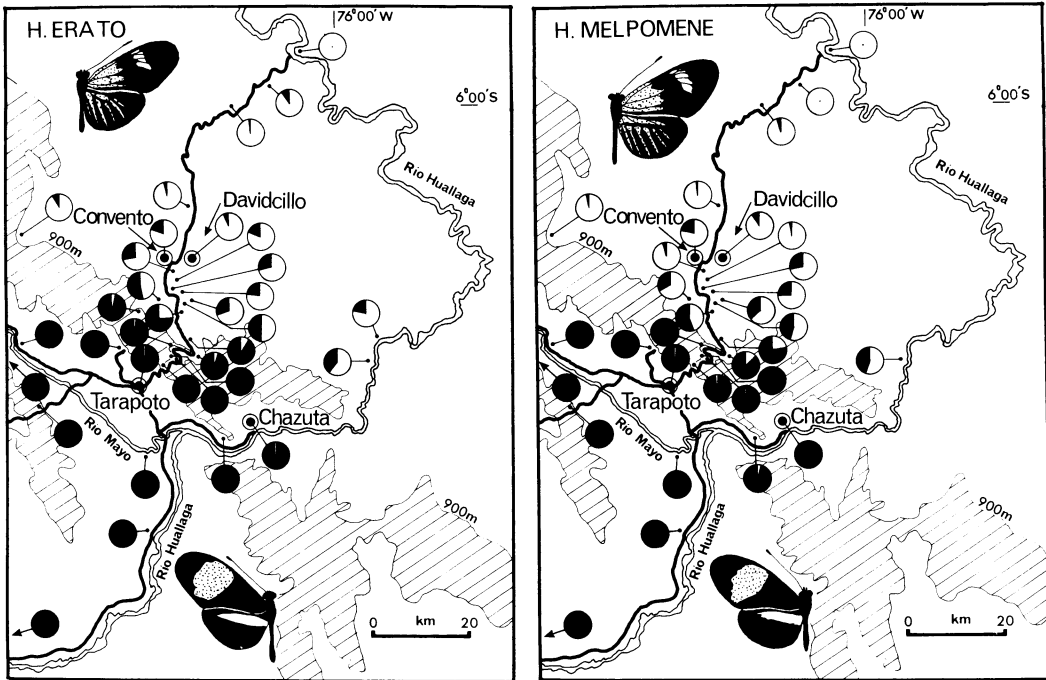 H. ERATO
76°00'W
6°00'S
Rio Huallaga
Davidcillo
Convento
900m
Tarapoto
Chazuta
Rio Mayo
Rio Huallaga
0 km 20
H. MELPOMENE
76°00'W
6°00'S
Rio Huallaga
Davidcillo
Convento
900m
Tarapoto
Chazuta
Rio Mayo
900m
Rio Huallaga
0 km 20